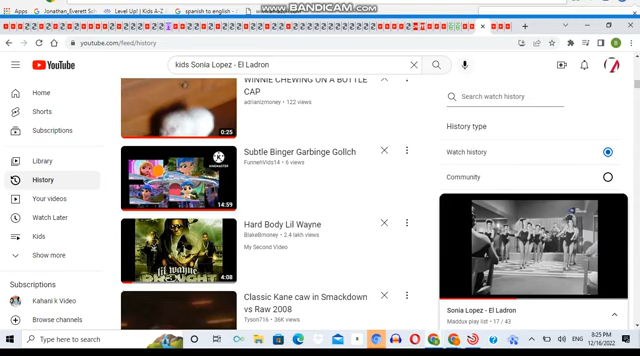 www.BANDICAM.com
Apps
Jonathan_Everett Sch
Level Up! | Kids A-Z
spanish to english -
youtube.com/feed/history
YouTube
kids Sonia Lopez - El Ladron
Home
Shorts
Subscriptions
Library
History
Your videos
Watch Later
Kids
Show more
Subscriptions
Kahani k Video
Browse channels
WINNIE CHEWING ON A BOTTLE
CAP
adrianizmoney • 122 views
0:25
Subtle Binger Garbinge Gollch
FunnehVids14 • 6 views
KINEMASTER
14:59
Hard Body Lil Wayne
BlakeBmoney • 2.4 lakh views
My Second Video
4:08
Classic Kane caw in Smackdown
vs Raw 2008
Tyson716 • 36K views
Search watch history
History type
Watch history
Community
Sonia Lopez - El Ladron
Maddux play list • 17 / 43
Type here to search
8:25 PM
12/16/2022